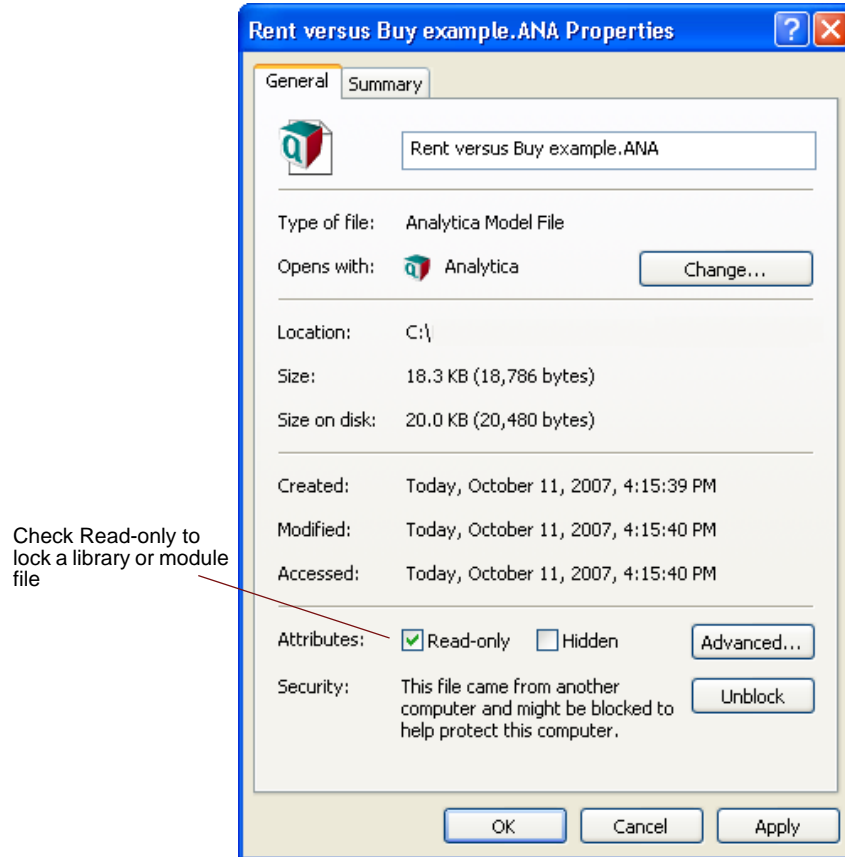 Rent versus Buy example.ANA Properties
General
Summary
Rent versus Buy example.ANA
Type of file: Analytica Model File
Opens with: Analytica Change...
Location: C:\
Size: 18.3 KB (18,786 bytes)
Size on disk: 20.0 KB (20,480 bytes)
Created: Today, October 11, 2007, 4:15:39 PM
Modified: Today, October 11, 2007, 4:15:40 PM
Accessed: Today, October 11, 2007, 4:15:40 PM
Check Read-only to
lock a library or module
file
Attributes: Read-only Hidden Advanced...
Security: This file came from another
computer and might be blocked to
help protect this computer.
Unblock
OK Cancel Apply